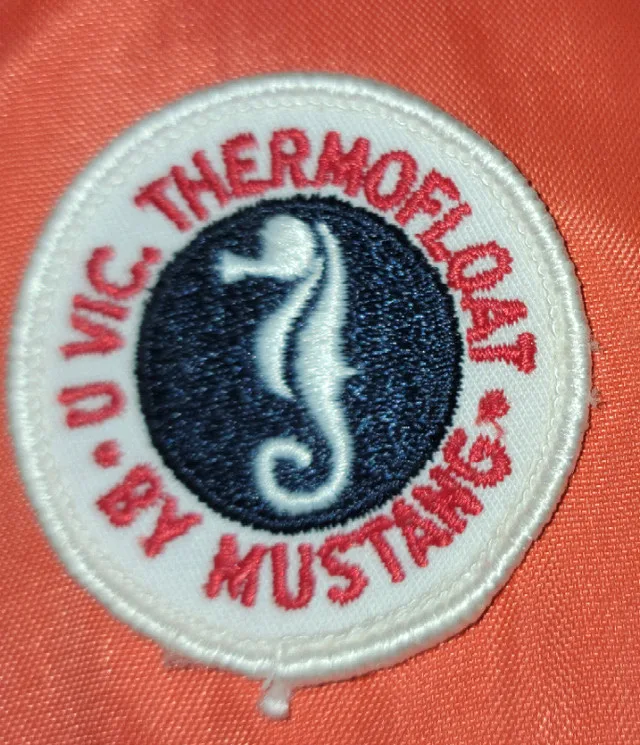 U VIC. THERMOFLOAT
• BY MUSTANG •